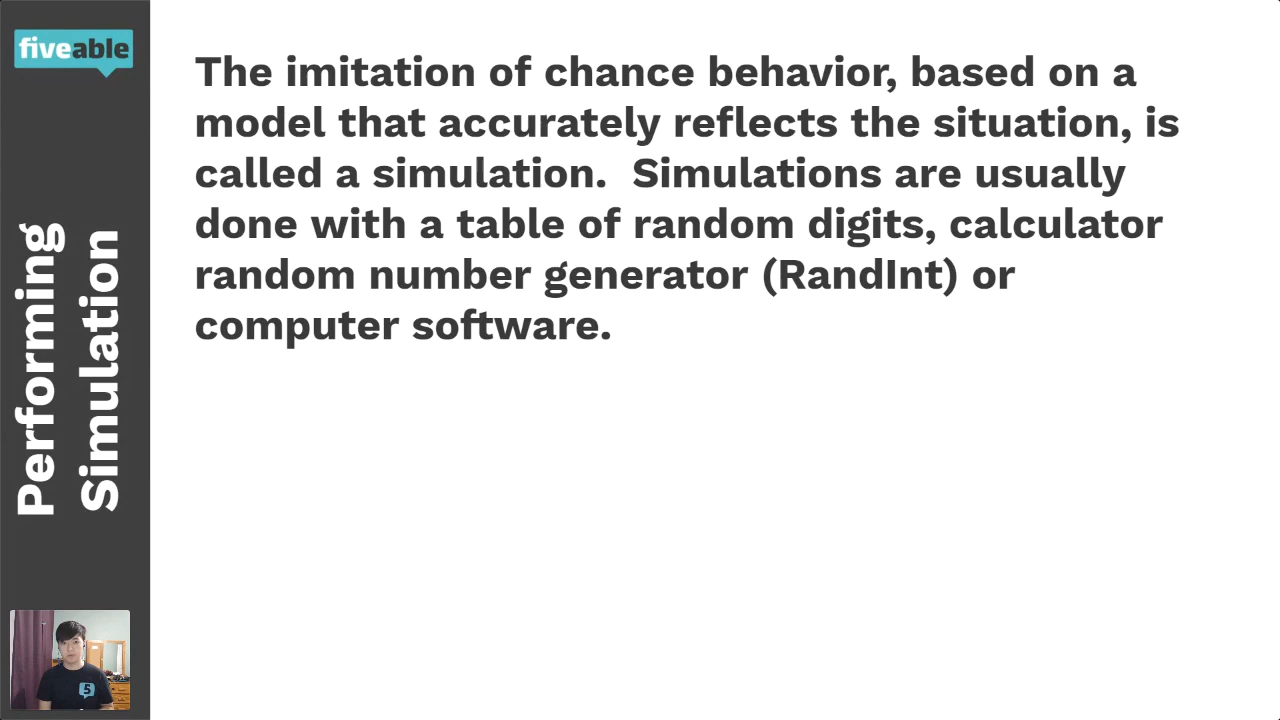 fiveable
Performing
Simulation
The imitation of chance behavior, based on a
model that accurately reflects the situation, is
called a simulation.  Simulations are usually
done with a table of random digits, calculator
random number generator (RandInt) or
computer software.
5